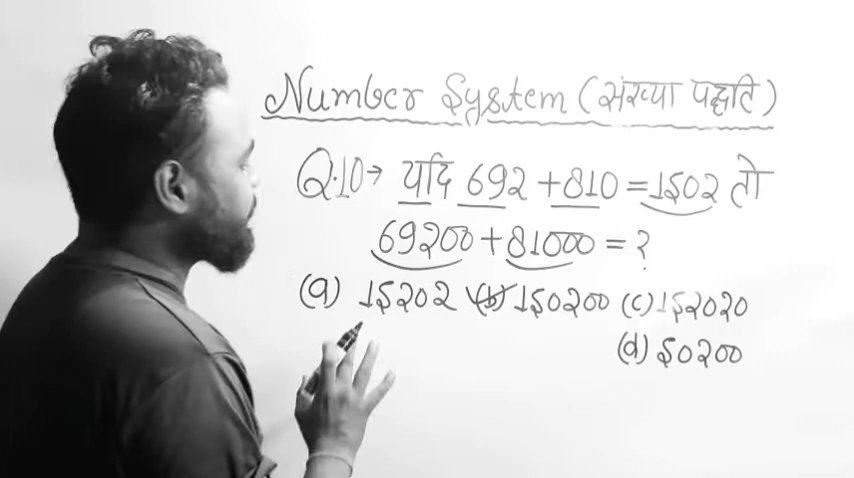 Number System (संख्या पद्धति)
Q.10→ यदि 692 + 810 = 1502 तो
69200 + 81000 = ?
(a) 15202 (b) 150200 (c) 152020
(d) 50200